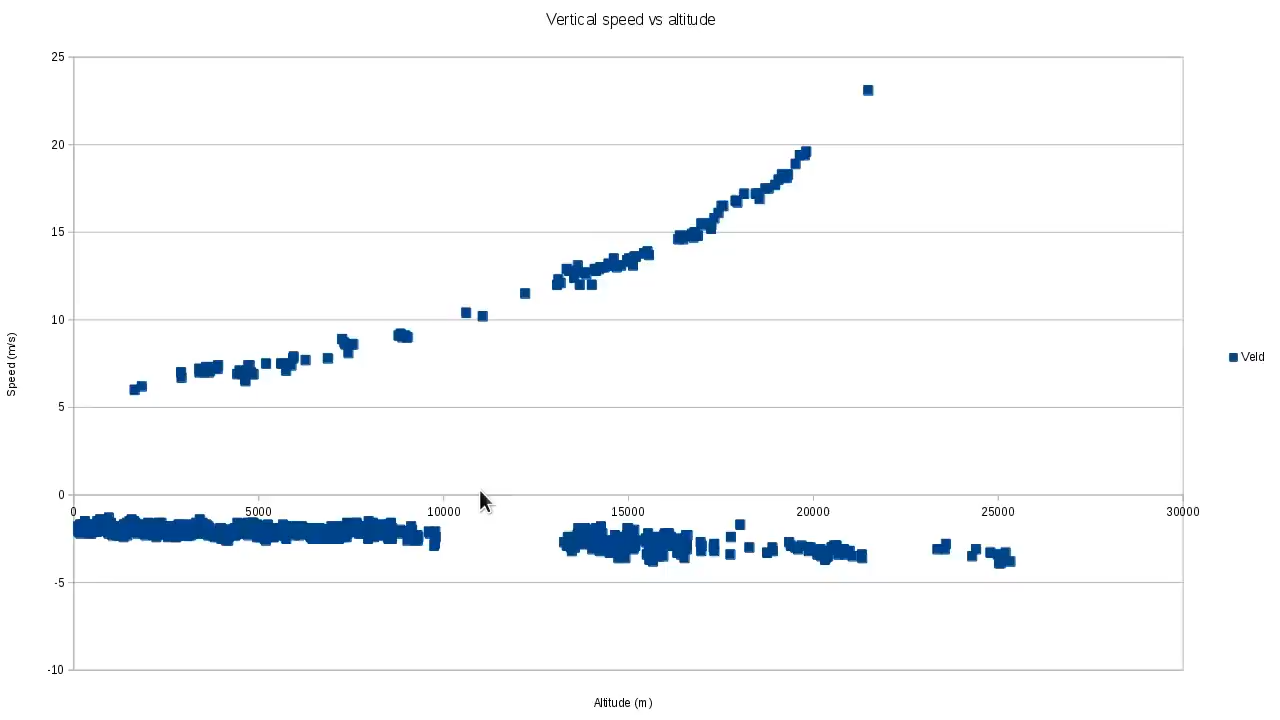 Vertical speed vs altitude
25
20
15
10
5
0
-5
-10
0 5000 10000 15000 20000 25000 30000
Speed (m/s)
Altitude (m)
Veld